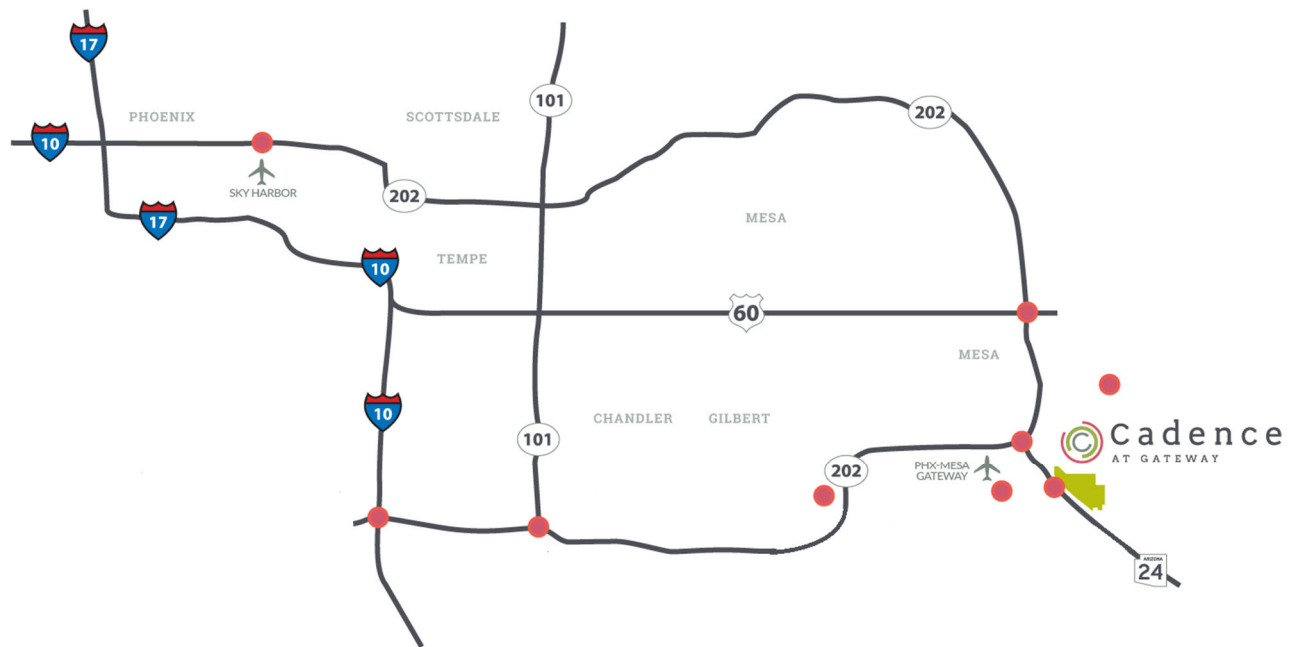 17
101
PHOENIX
SCOTTSDALE
202
10
SKY HARBOR
202
17
MESA
TEMPE
10
60
MESA
10
CHANDLER
GILBERT
101
Cadence
AT GATEWAY
202
PHX-MESA
GATEWAY
ARIZONA
24